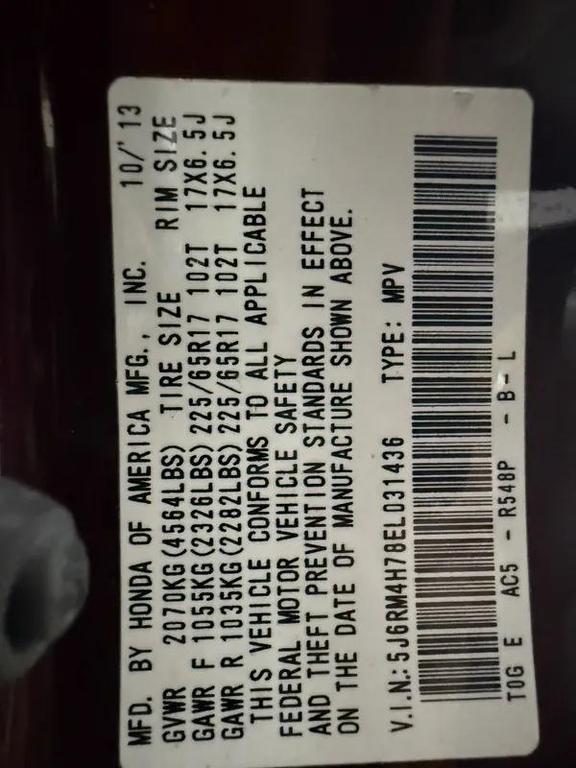 MFD. BY HONDA OF AMERICA MFG., INC. 10/'13
GVWR 2070KG(4564LBS) TIRE SIZE RIM SIZE
GAWR F 1055KG(2326LBS) 225/65R17 102T 17X6.5J
GAWR R 1035KG(2282LBS) 225/65R17 102T 17X6.5J
THIS VEHICLE CONFORMS TO ALL APPLICABLE
FEDERAL MOTOR VEHICLE SAFETY
AND THEFT PREVENTION STANDARDS IN EFFECT
ON THE DATE OF MANUFACTURE SHOWN ABOVE.
V.I.N.: 5J6RM4H78EL031436 TYPE: MPV
T0G E AC5 - R548P - B - L